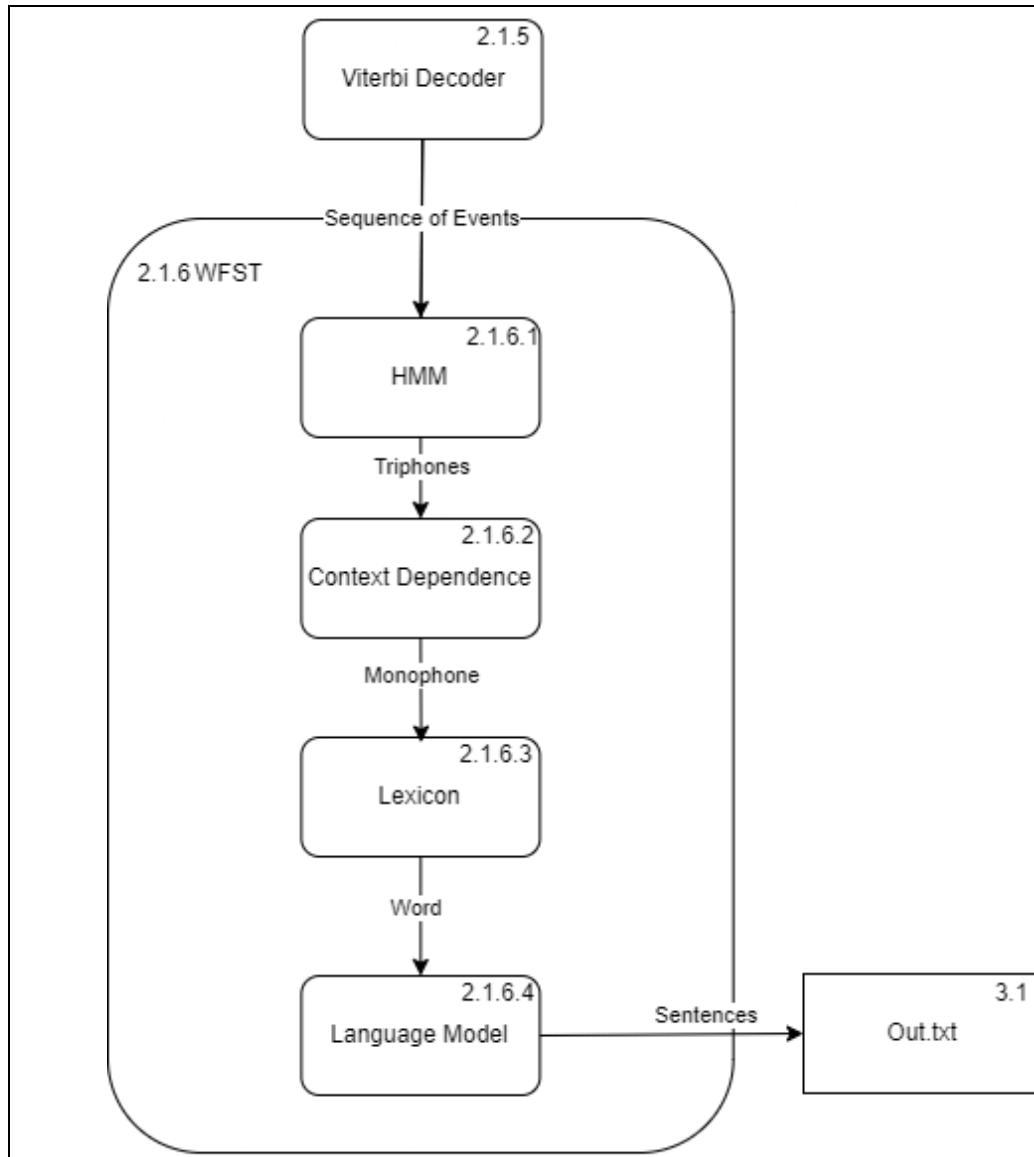 2.1.5
Viterbi Decoder
Sequence of Events
2.1.6 WFST
2.1.6.1
HMM
Triphones
2.1.6.2
Context Dependence
Monophone
2.1.6.3
Lexicon
Word
2.1.6.4
Language Model
Sentences
3.1
Out.txt